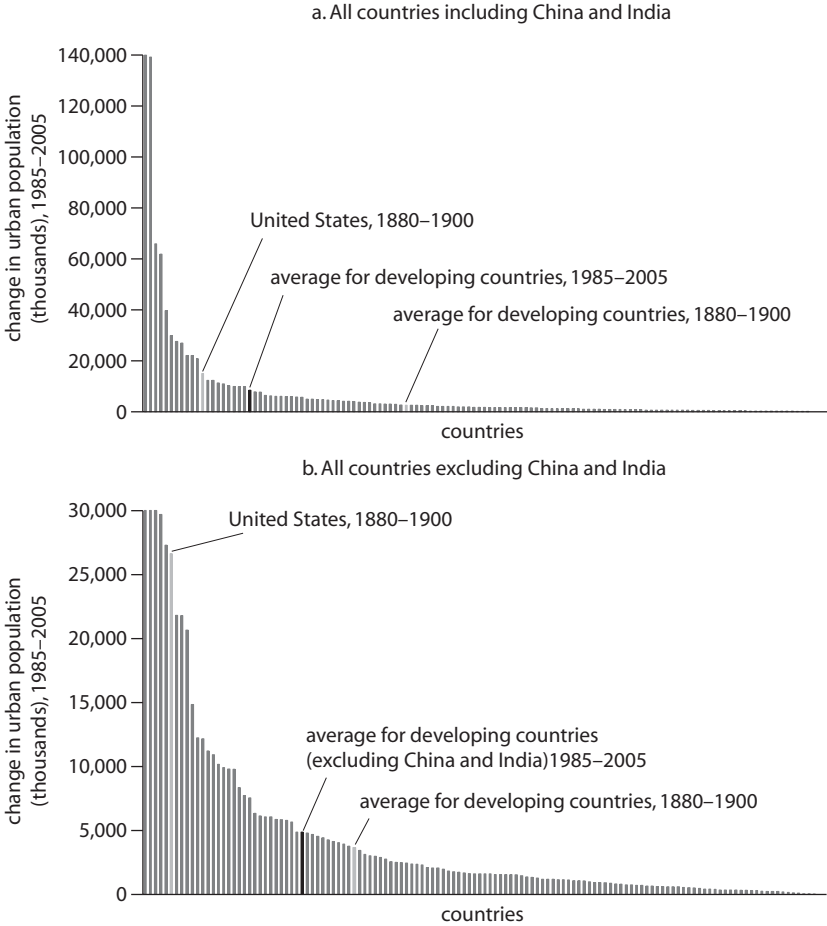 a. All countries including China and India
change in urban population
(thousands), 1985–2005
140,000
120,000
100,000
80,000
60,000
40,000
20,000
0
United States, 1880–1900
average for developing countries, 1985–2005
average for developing countries, 1880–1900
countries
b. All countries excluding China and India
change in urban population
(thousands), 1985–2005
30,000
25,000
20,000
15,000
10,000
5,000
0
United States, 1880–1900
average for developing countries
(excluding China and India)1985–2005
average for developing countries, 1880–1900
countries